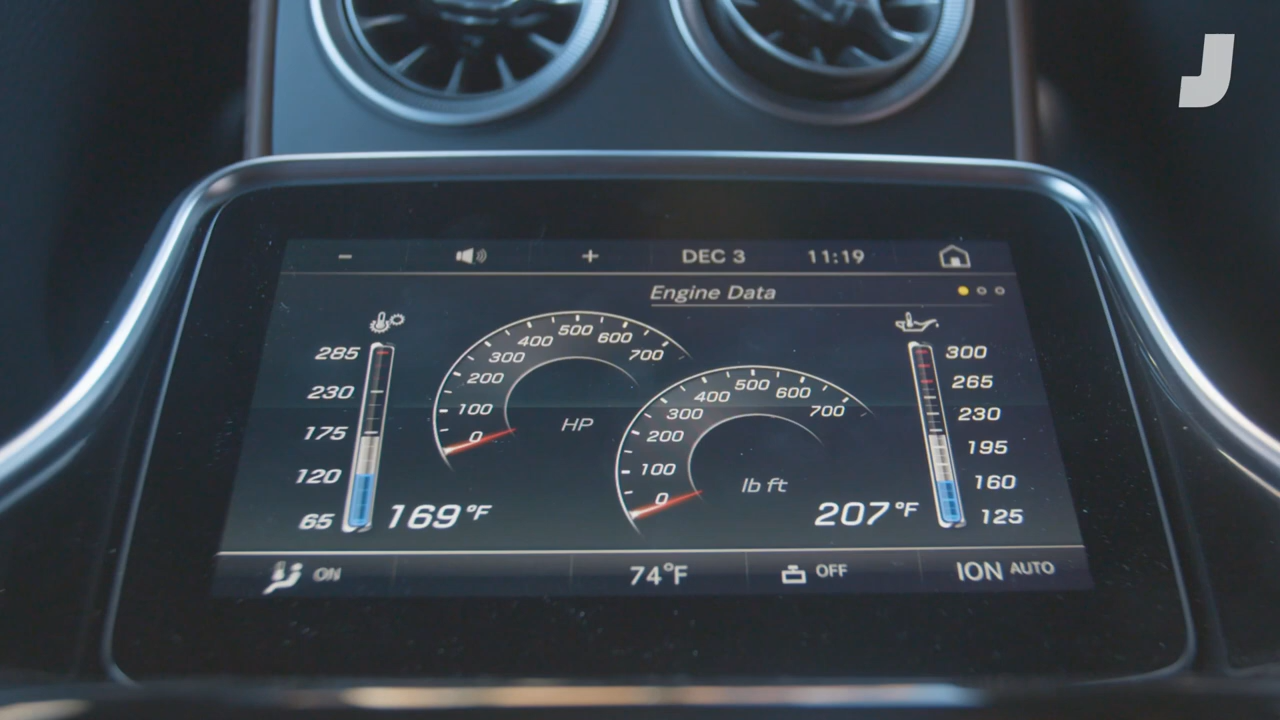 J
− + DEC 3 11:19
Engine Data
285
230
175
120
65
169°F
0 100 200 300 400 500 600 700
HP
0 100 200 300 400 500 600 700
lb ft
300
265
230
195
160
125
207°F
ON 74°F OFF ION AUTO